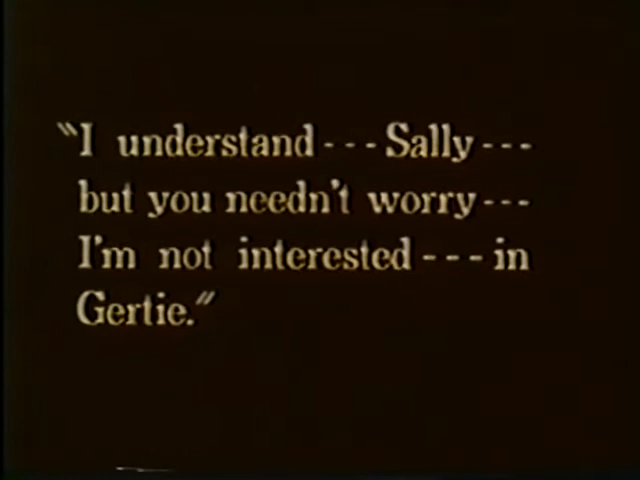 "I understand - - - Sally - - -
but you needn't worry - - -
I'm not interested - - - in
Gertie."